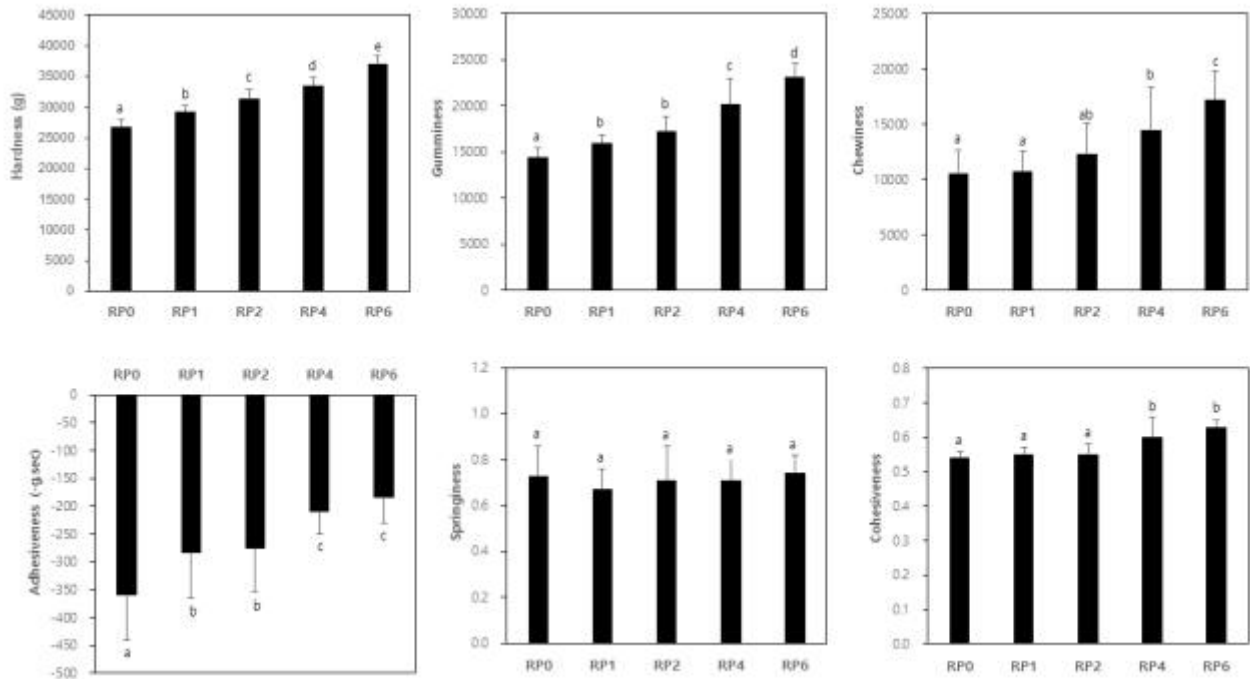 Hardness (g)
50000
45000
40000
35000
30000
25000
20000
15000
10000
5000
0
a
b
c
d
e
RP0 RP1 RP2 RP4 RP6
Gumminess
30000
25000
20000
15000
10000
5000
0
a
b
b
c
d
RP0 RP1 RP2 RP4 RP6
Chewiness
25000
20000
15000
10000
5000
0
a
a
ab
b
c
RP0 RP1 RP2 RP4 RP6
Adhesiveness (-g.sec)
RP0 RP1 RP2 RP4 RP6
0
-50
-100
-150
-200
-250
-300
-350
-400
-450
-500
a
b
b
c
c
Springiness
1.2
1.0
0.8
0.6
0.4
0.2
0.0
a
a
a
a
a
RP0 RP1 RP2 RP4 RP6
Cohesiveness
0.8
0.7
0.6
0.5
0.4
0.3
0.2
0.1
0.0
a
a
a
b
b
RP0 RP1 RP2 RP4 RP6